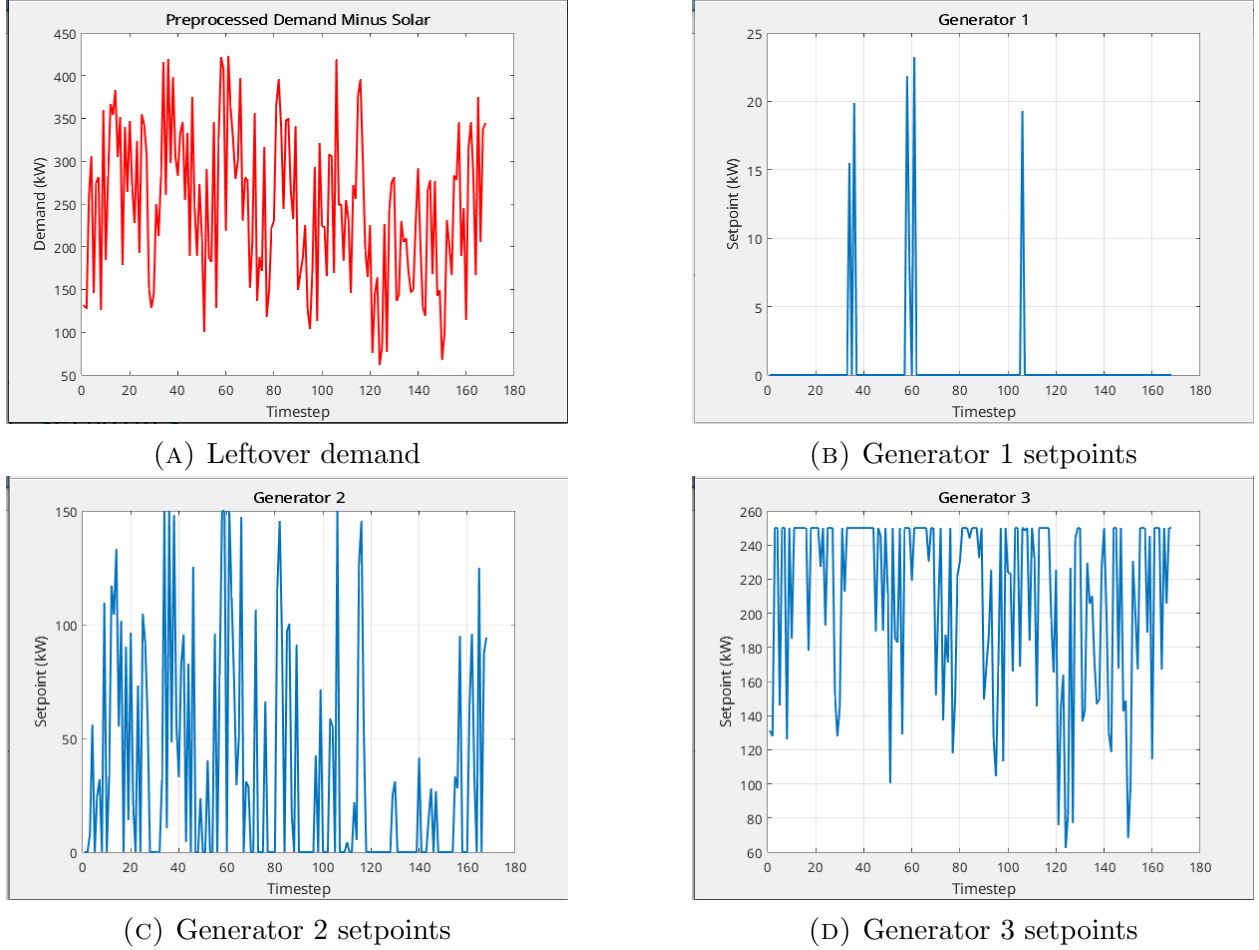 Preprocessed Demand Minus Solar
450
400
350
300
250
200
150
100
50
Demand (kW)
0 20 40 60 80 100 120 140 160 180
Timestep
(A) Leftover demand
Generator 1
25
20
15
10
5
0
Setpoint (kW)
0 20 40 60 80 100 120 140 160 180
Timestep
(B) Generator 1 setpoints
Generator 2
150
100
50
0
Setpoint (kW)
0 20 40 60 80 100 120 140 160 180
Timestep
(C) Generator 2 setpoints
Generator 3
260
240
220
200
180
160
140
120
100
80
60
Setpoint (kW)
0 20 40 60 80 100 120 140 160 180
Timestep
(D) Generator 3 setpoints